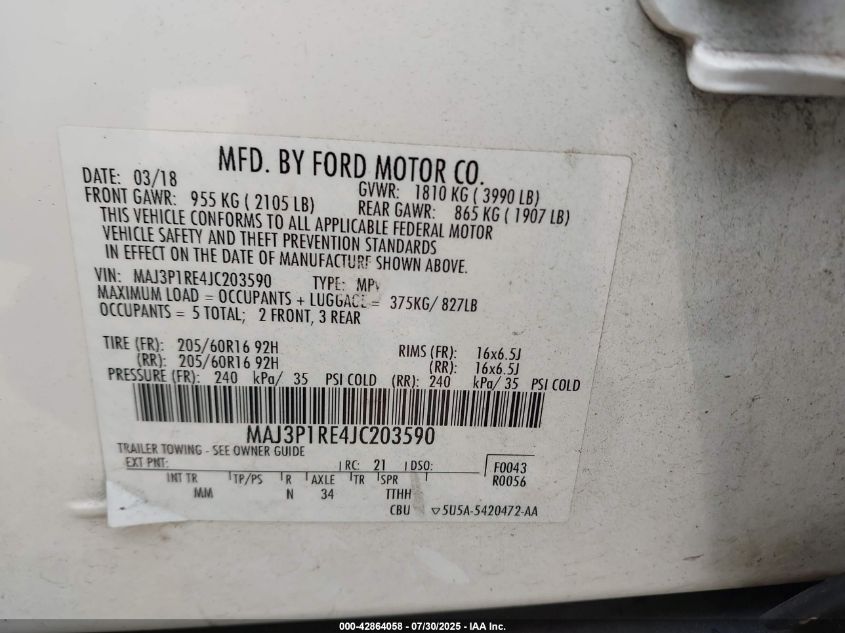 MFD. BY FORD MOTOR CO.
DATE: 03/18 GVWR: 1810 KG ( 3990 LB)
FRONT GAWR: 955 KG ( 2105 LB) REAR GAWR: 865 KG ( 1907 LB)
THIS VEHICLE CONFORMS TO ALL APPLICABLE FEDERAL MOTOR
VEHICLE SAFETY AND THEFT PREVENTION STANDARDS
IN EFFECT ON THE DATE OF MANUFACTURE SHOWN ABOVE.
VIN: MAJ3P1RE4JC203590 TYPE: MPV
MAXIMUM LOAD = OCCUPANTS + LUGGAGE = 375KG/ 827LB
OCCUPANTS = 5 TOTAL; 2 FRONT, 3 REAR
TIRE (FR): 205/60R16 92H RIMS (FR): 16x6.5J
(RR): 205/60R16 92H (RR): 16x6.5J
PRESSURE (FR): 240 kPa/ 35 PSI COLD (RR): 240 kPa/ 35 PSI COLD
MAJ3P1RE4JC203590
TRAILER TOWING - SEE OWNER GUIDE
EXT PNT: RC: 21 DSO: F0043
R0056
INT TR TP/PS R AXLE TR SPR
MM N 34 TTHH
CBU ▽5U5A-5420472-AA
000-42864058 - 07/30/2025 - IAA Inc.